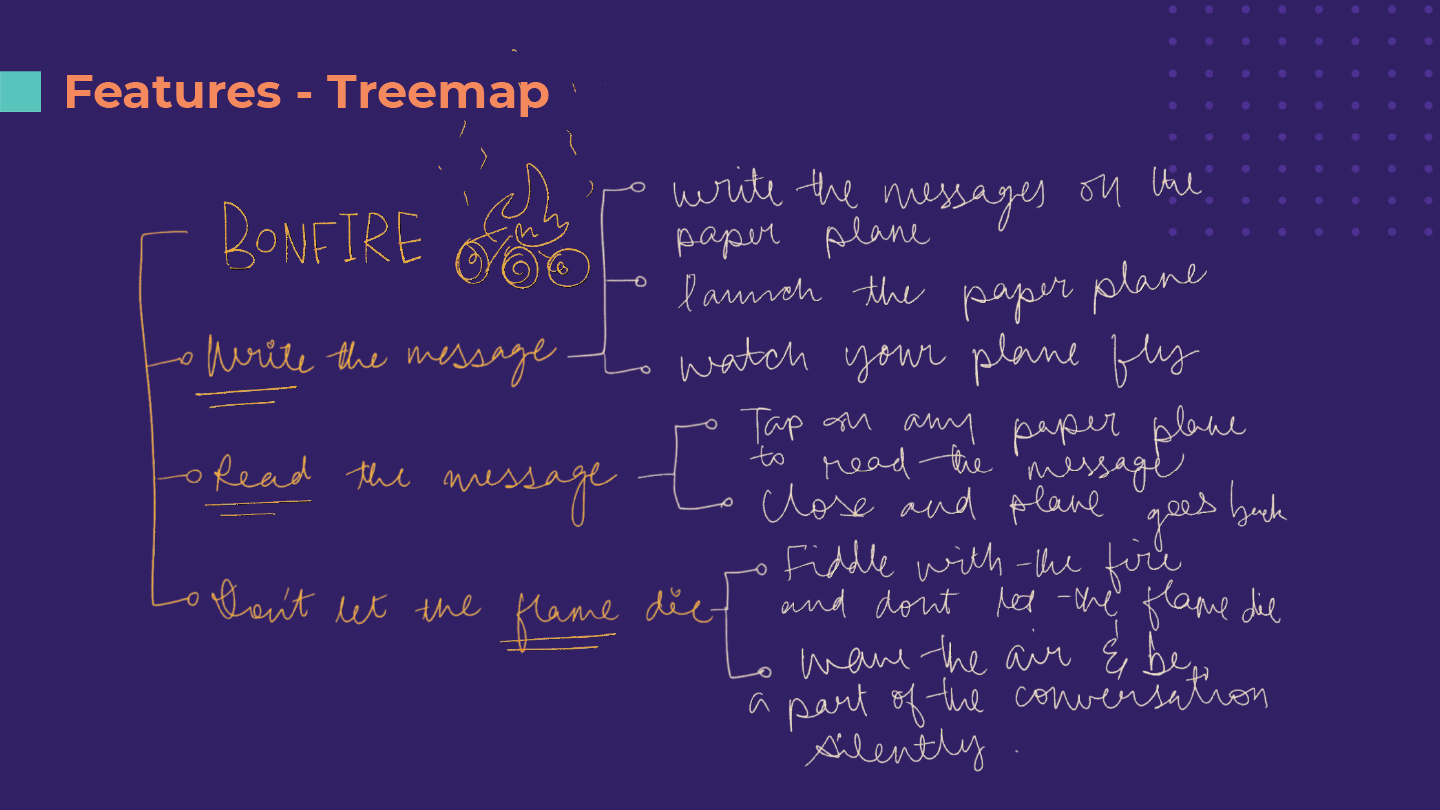 Features - Treemap
BONFIRE
Write the message
write the messages on the
paper plane
launch the paper plane
watch your plane fly
Read the message
Tap on any paper plane
to read the message
Close and plane goes back
Don't let the flame die
Fiddle with the fire
and dont let the flame die
wave the air & be
a part of the conversation
silently.